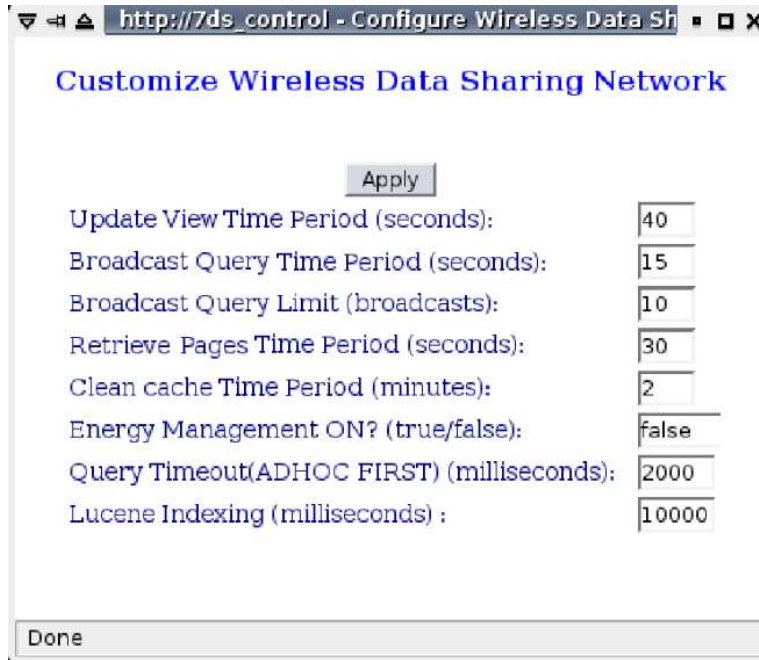 http://7ds_control - Configure Wireless Data Sh
Customize Wireless Data Sharing Network
Apply
Update View Time Period (seconds): 40
Broadcast Query Time Period (seconds): 15
Broadcast Query Limit (broadcasts): 10
Retrieve Pages Time Period (seconds): 30
Clean cache Time Period (minutes): 2
Energy Management ON? (true/false): false
Query Timeout(ADHOC FIRST) (milliseconds): 2000
Lucene Indexing (milliseconds) : 10000
Done